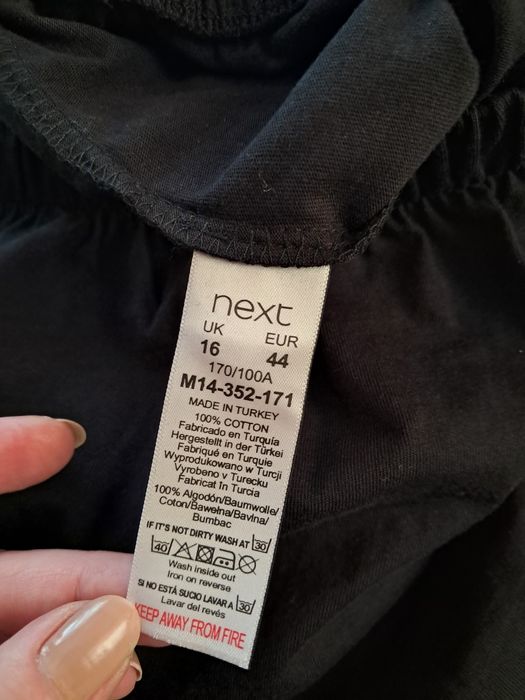 next
UK EUR
16 44
170/100A
M14-352-171
MADE IN TURKEY
100% COTTON
Fabricado en Turquía
Hergestellt in der Türkei
Fabriqué en Turquie
Wyprodukowano w Turcji
Vyrobeno v Turecku
Fabricat în Turcia
100% Algodón/Baumwolle/
Coton/Bawełna/Bavlna/
Bumbac
IF IT'S NOT DIRTY WASH AT 30
40
Wash inside out
Iron on reverse
SI NO ESTÁ SUCIO LAVAR A 30
Lavar del revés
KEEP AWAY FROM FIRE